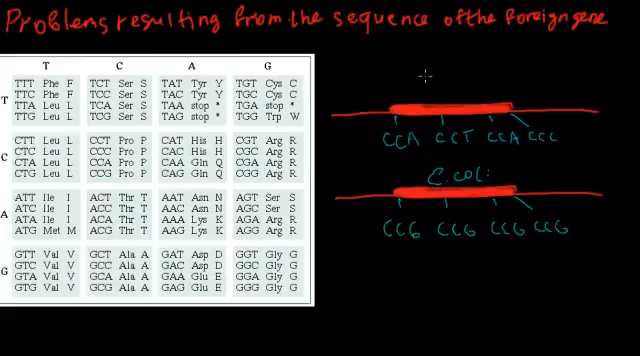 Problems resulting from the sequence of the foreign gene
T C A G
T
TTT Phe F TCT Ser S TAT Tyr Y TGT Cys C
TTC Phe F TCC Ser S TAC Tyr Y TGC Cys C
TTA Leu L TCA Ser S TAA stop * TGA stop *
TTG Leu L TCG Ser S TAG stop * TGG Trp W
C
CTT Leu L CCT Pro P CAT His H CGT Arg R
CTC Leu L CCC Pro P CAC His H CGC Arg R
CTA Leu L CCA Pro P CAA Gln Q CGA Arg R
CTG Leu L CCG Pro P CAG Gln Q CGG Arg R
A
ATT Ile I ACT Thr T AAT Asn N AGT Ser S
ATC Ile I ACC Thr T AAC Asn N AGC Ser S
ATA Ile I ACA Thr T AAA Lys K AGA Arg R
ATG Met M ACG Thr T AAG Lys K AGG Arg R
G
GTT Val V GCT Ala A GAT Asp D GGT Gly G
GTC Val V GCC Ala A GAC Asp D GGC Gly G
GTA Val V GCA Ala A GAA Glu E GGA Gly G
GTG Val V GCG Ala A GAG Glu E GGG Gly G
CCA CCT CCA CCC
E. coli
CCG CCG CCG CCG